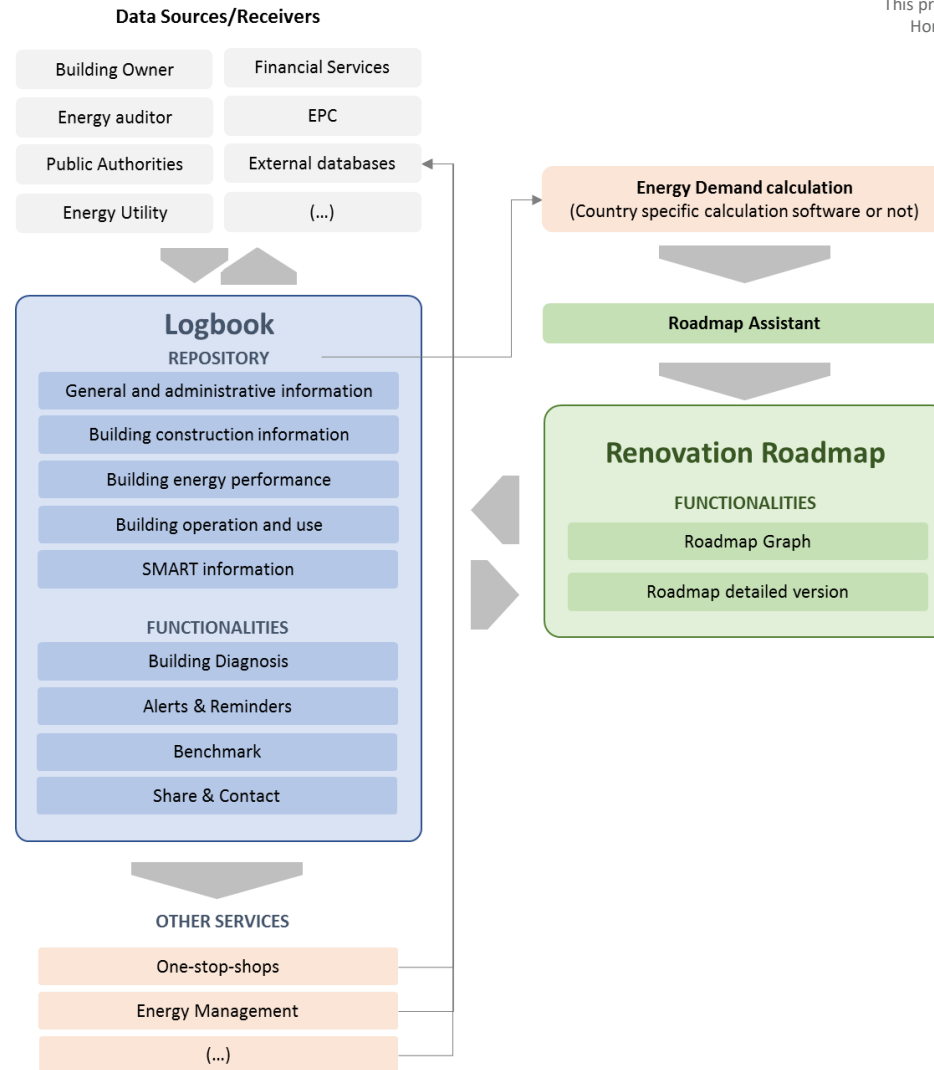 Data Sources/Receivers
This pr
Hor
Building Owner
Financial Services
Energy auditor
EPC
Public Authorities
External databases
Energy Utility
(...)
Energy Demand calculation
(Country specific calculation software or not)
Roadmap Assistant
Logbook
REPOSITORY
General and administrative information
Building construction information
Building energy performance
Building operation and use
SMART information
FUNCTIONALITIES
Building Diagnosis
Alerts & Reminders
Benchmark
Share & Contact
Renovation Roadmap
FUNCTIONALITIES
Roadmap Graph
Roadmap detailed version
OTHER SERVICES
One-stop-shops
Energy Management
(...)